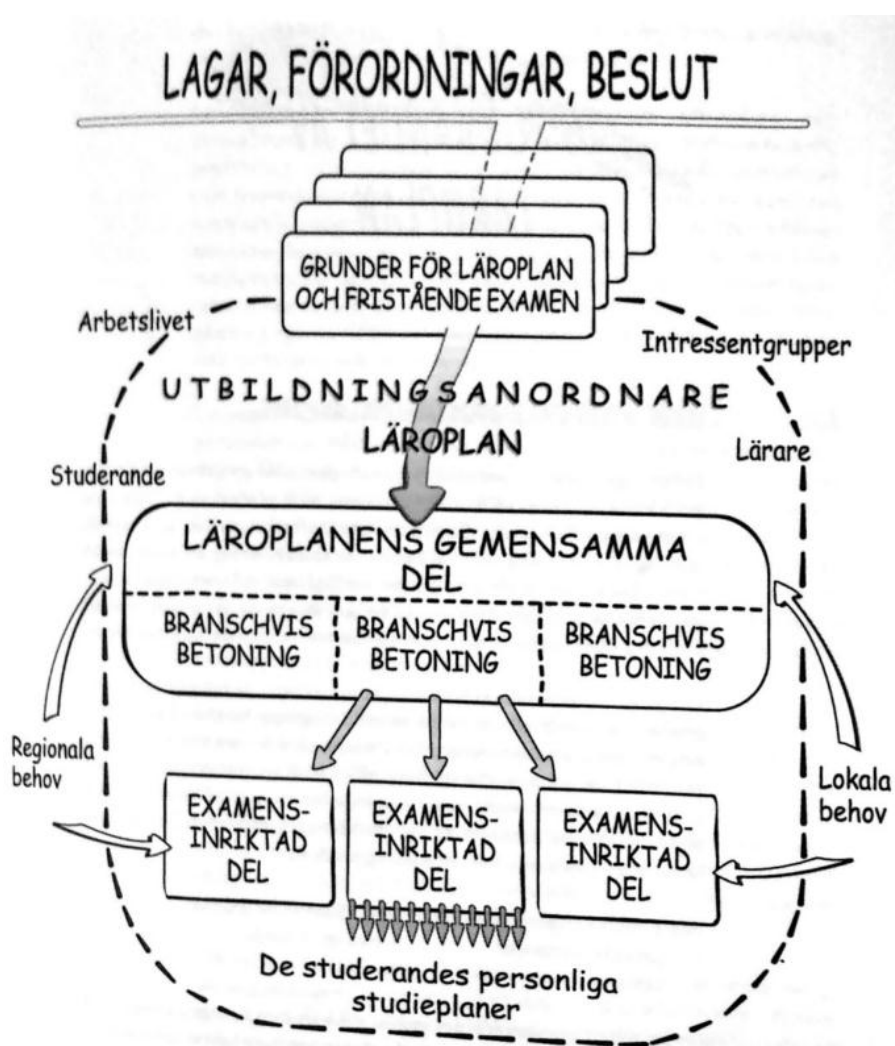 LAGAR, FÖRORDNINGAR, BESLUT
GRUNDER FÖR LÄROPLAN
OCH FRISTÅENDE EXAMEN
Arbetslivet
Intressentgrupper
UTBILDNINGSANORDNARE
LÄROPLAN
Lärare
Studerande
LÄROPLANENS GEMENSAMMA
DEL
BRANSCHVIS
BETONING
BRANSCHVIS
BETONING
BRANSCHVIS
BETONING
Regionala
behov
Lokala
behov
EXAMENS-
INRIKTAD
DEL
EXAMENS-
INRIKTAD
DEL
EXAMENS-
INRIKTAD
DEL
De studerandes personliga
studieplaner